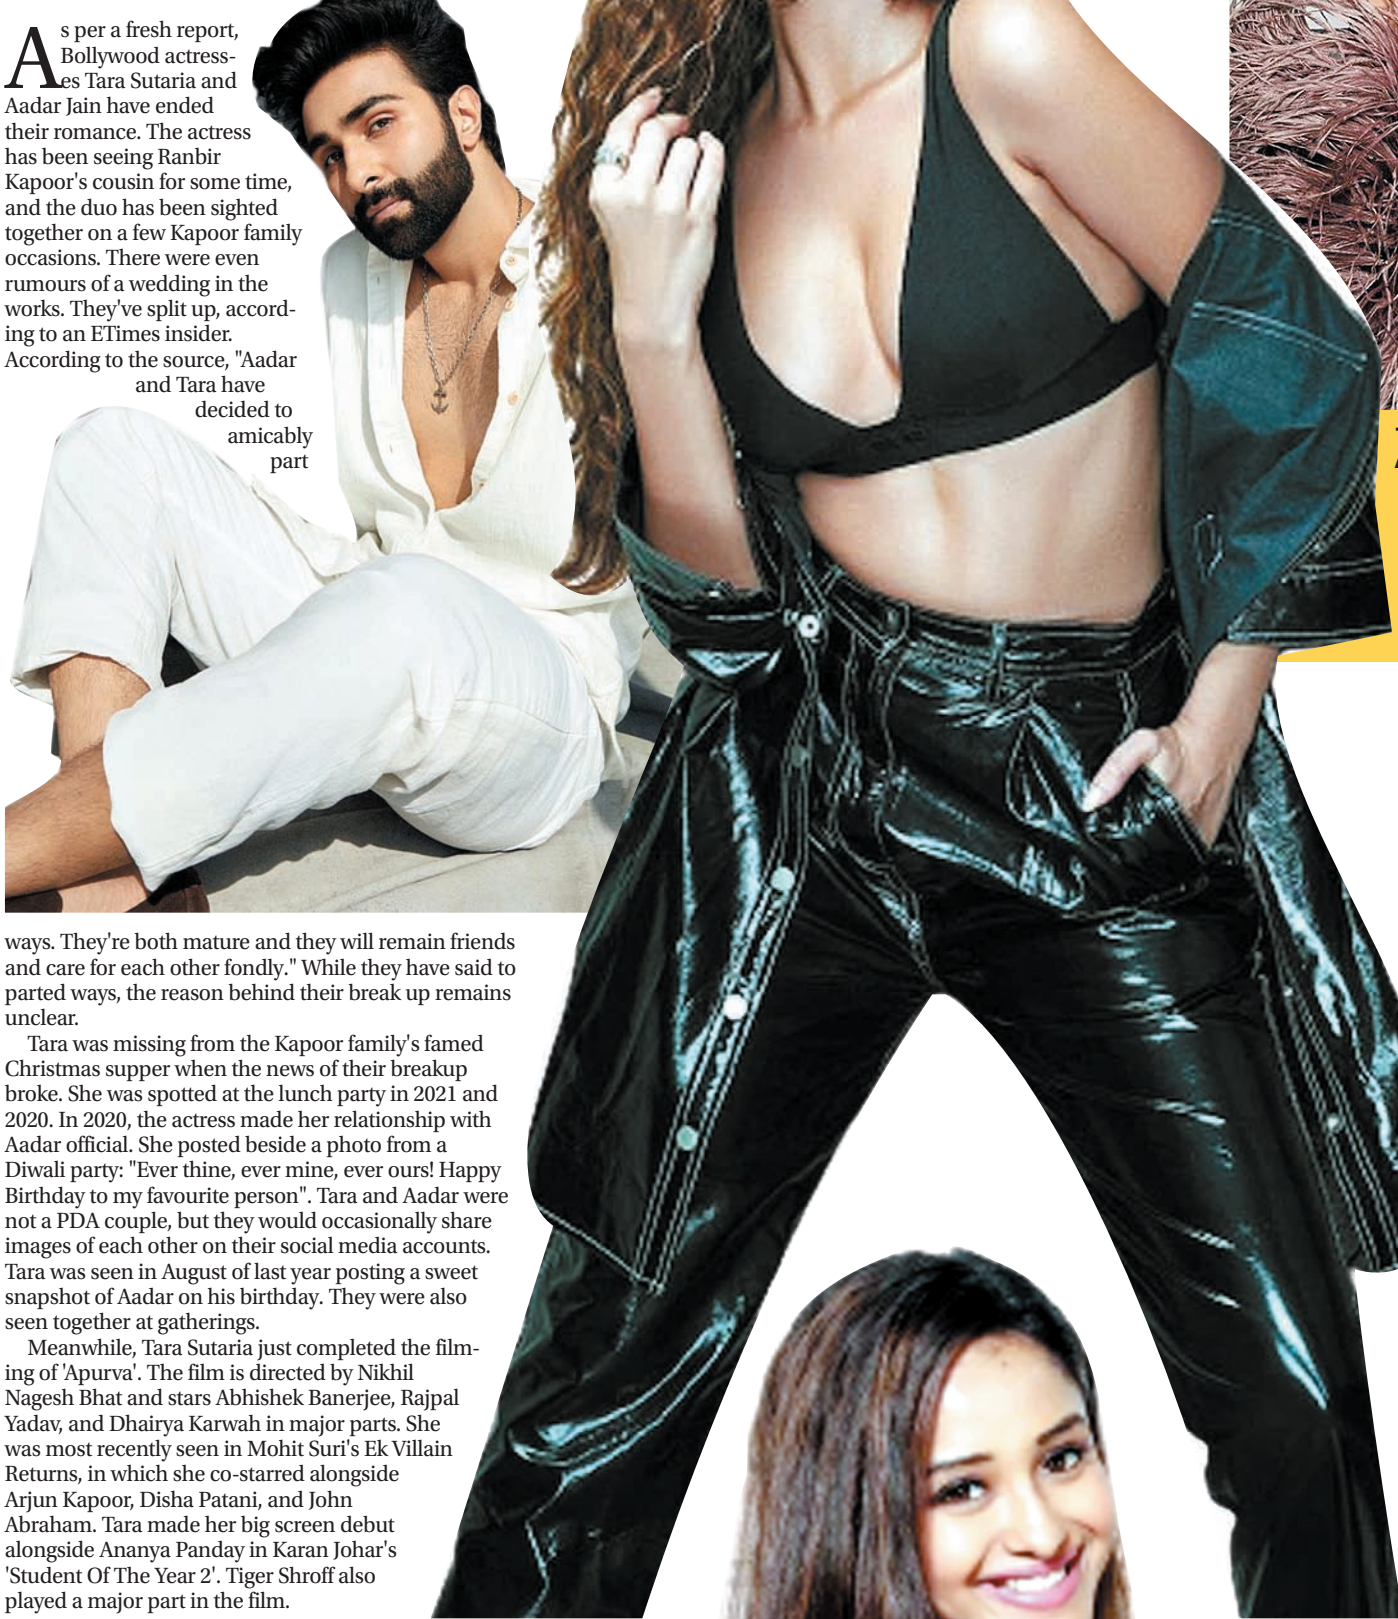 As per a fresh report,
Bollywood actress-
es Tara Sutaria and
Aadar Jain have ended
their romance. The actress
has been seeing Ranbir
Kapoor's cousin for some time,
and the duo has been sighted
together on a few Kapoor family
occasions. There were even
rumours of a wedding in the
works. They've split up, accord-
ing to an ETimes insider.
According to the source, "Aadar
and Tara have
decided to
amicably
part
ways. They're both mature and they will remain friends
and care for each other fondly." While they have said to
parted ways, the reason behind their break up remains
unclear.
Tara was missing from the Kapoor family's famed
Christmas supper when the news of their breakup
broke. She was spotted at the lunch party in 2021 and
2020. In 2020, the actress made her relationship with
Aadar official. She posted beside a photo from a
Diwali party: "Ever thine, ever mine, ever ours! Happy
Birthday to my favourite person". Tara and Aadar were
not a PDA couple, but they would occasionally share
images of each other on their social media accounts.
Tara was seen in August of last year posting a sweet
snapshot of Aadar on his birthday. They were also
seen together at gatherings.
Meanwhile, Tara Sutaria just completed the film-
ing of 'Apurva'. The film is directed by Nikhil
Nagesh Bhat and stars Abhishek Banerjee, Rajpal
Yadav, and Dhairya Karwah in major parts. She
was most recently seen in Mohit Suri's Ek Villain
Returns, in which she co-starred alongside
Arjun Kapoor, Disha Patani, and John
Abraham. Tara made her big screen debut
alongside Ananya Panday in Karan Johar's
'Student Of The Year 2'. Tiger Shroff also
played a major part in the film.